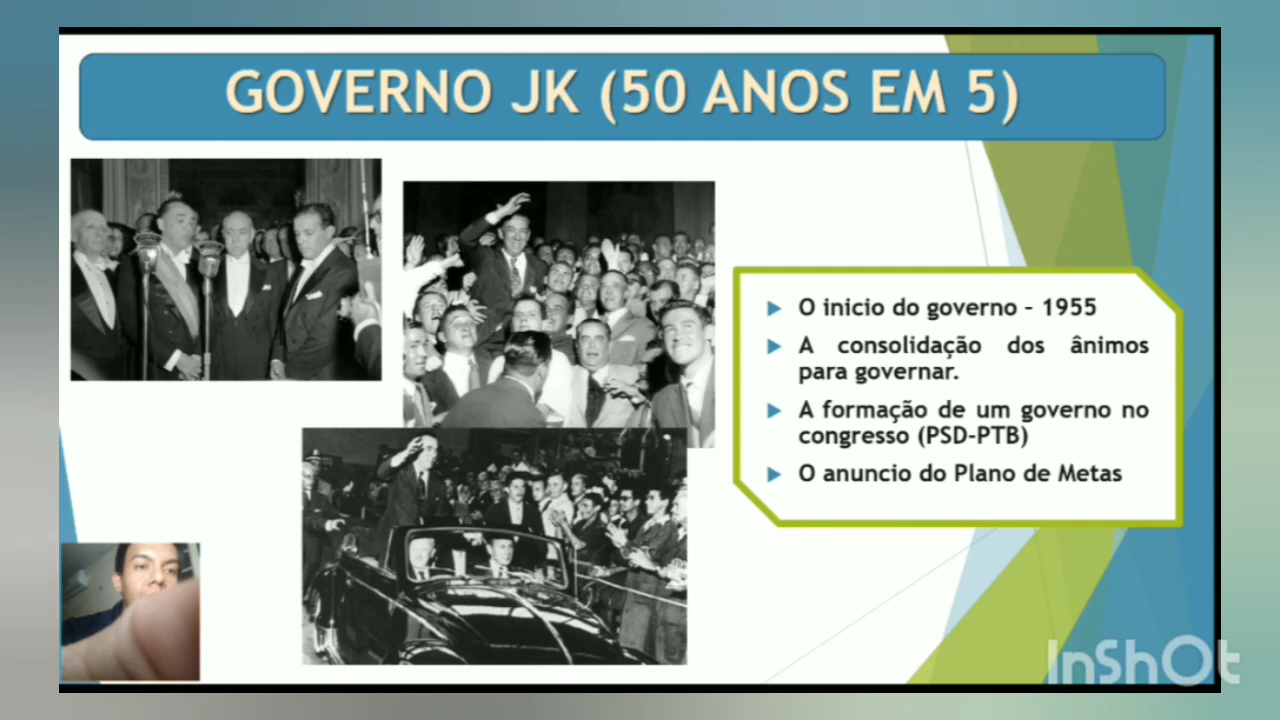 GOVERNO JK (50 ANOS EM 5)
O inicio do governo – 1955
A consolidação dos ânimos
para governar.
A formação de um governo no
congresso (PSD-PTB)
O anuncio do Plano de Metas
InShOt